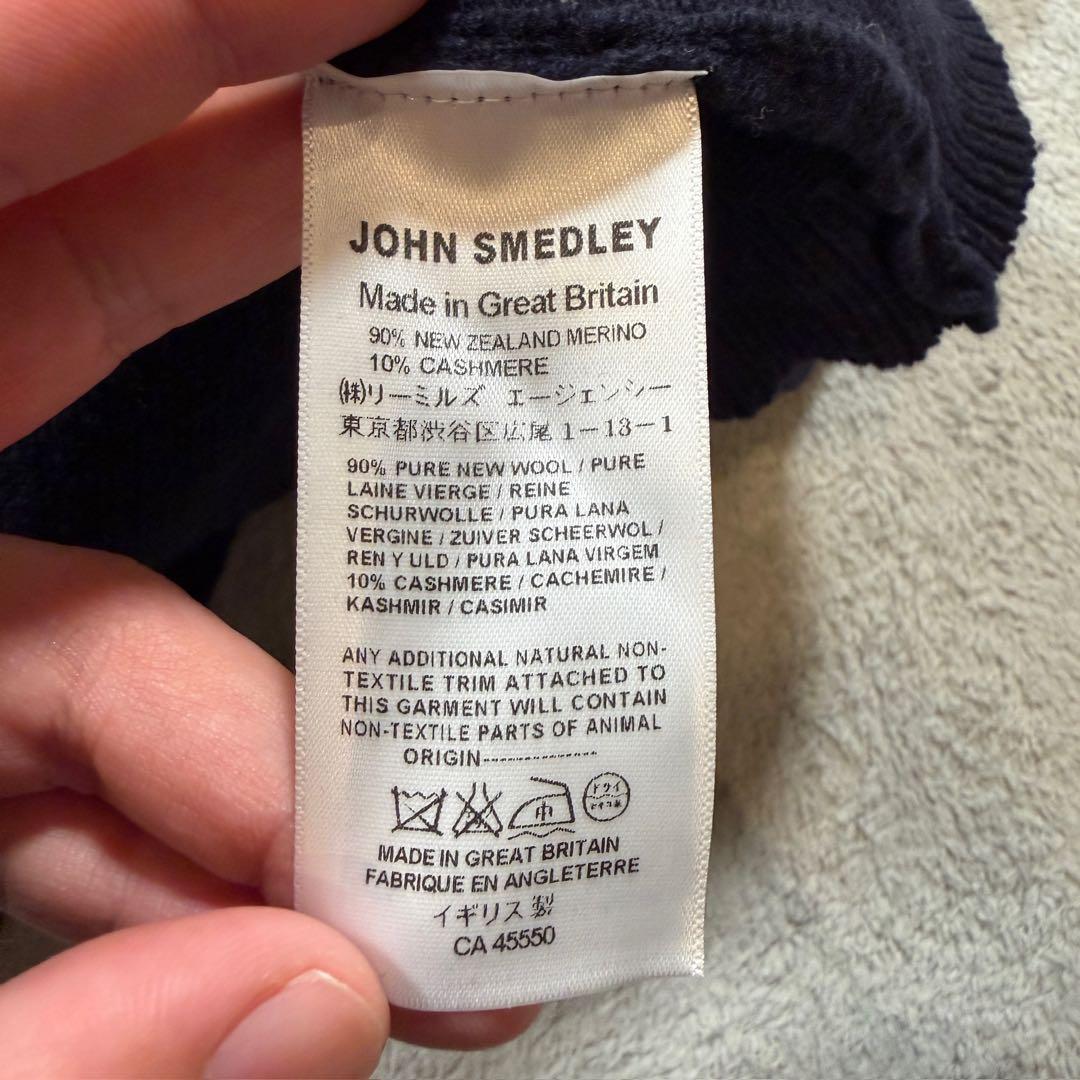 JOHN SMEDLEY
Made in Great Britain
90% NEW ZEALAND MERINO
10% CASHMERE
㈱リーミルズ エージェンシー
東京都渋谷区広尾1-13-1
90% PURE NEW WOOL / PURE
LAINE VIERGE / REINE
SCHURWOLLE / PURA LANA
VERGINE / ZUIVER SCHEERWOL /
REN Y ULD / PURA LANA VIRGEM
10% CASHMERE / CACHEMIRE /
KASHMIR / CASIMIR
ANY ADDITIONAL NATURAL NON-
TEXTILE TRIM ATTACHED TO
THIS GARMENT WILL CONTAIN
NON-TEXTILE PARTS OF ANIMAL
ORIGIN--------------
中
ドライ
MADE IN GREAT BRITAIN
FABRIQUE EN ANGLETERRE
イギリス製
CA 45550